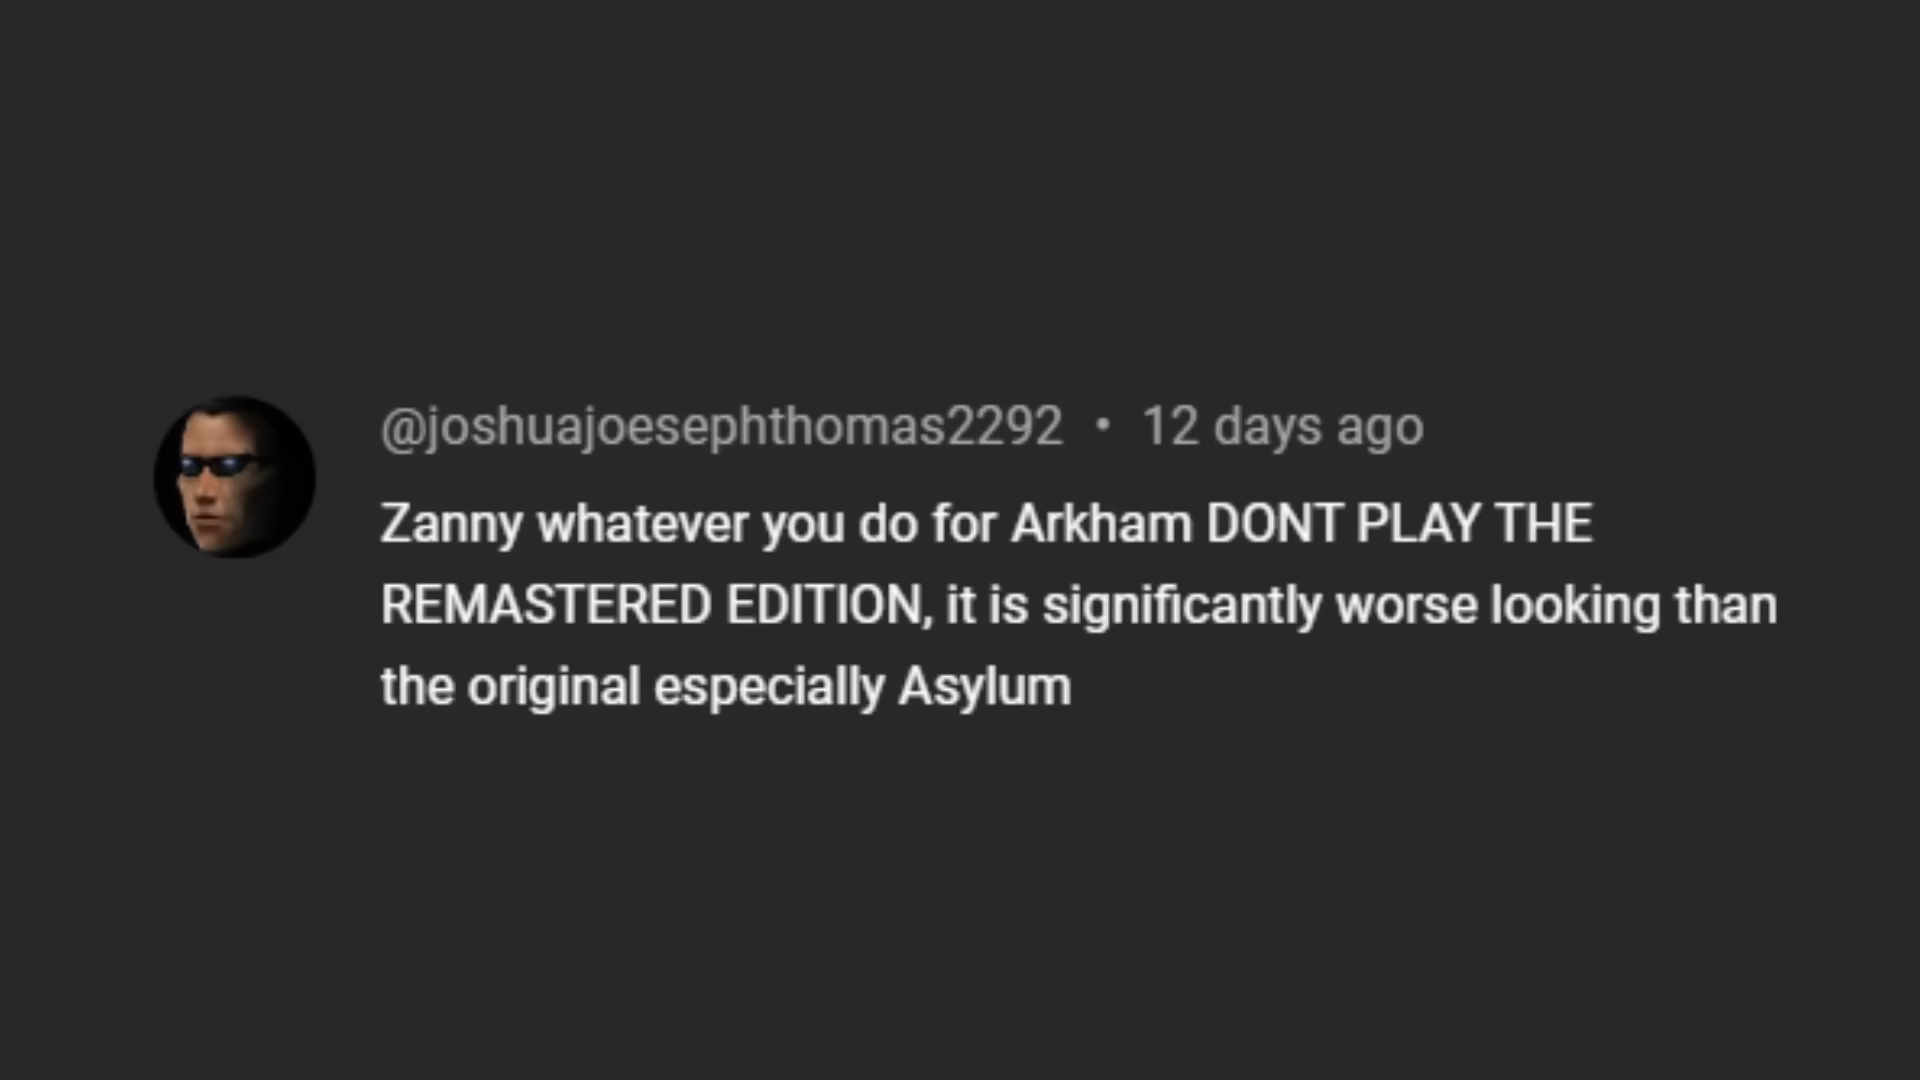 @joshuajoesephthomas2292 • 12 days ago
Zanny whatever you do for Arkham DONT PLAY THE
REMASTERED EDITION, it is significantly worse looking than
the original especially Asylum